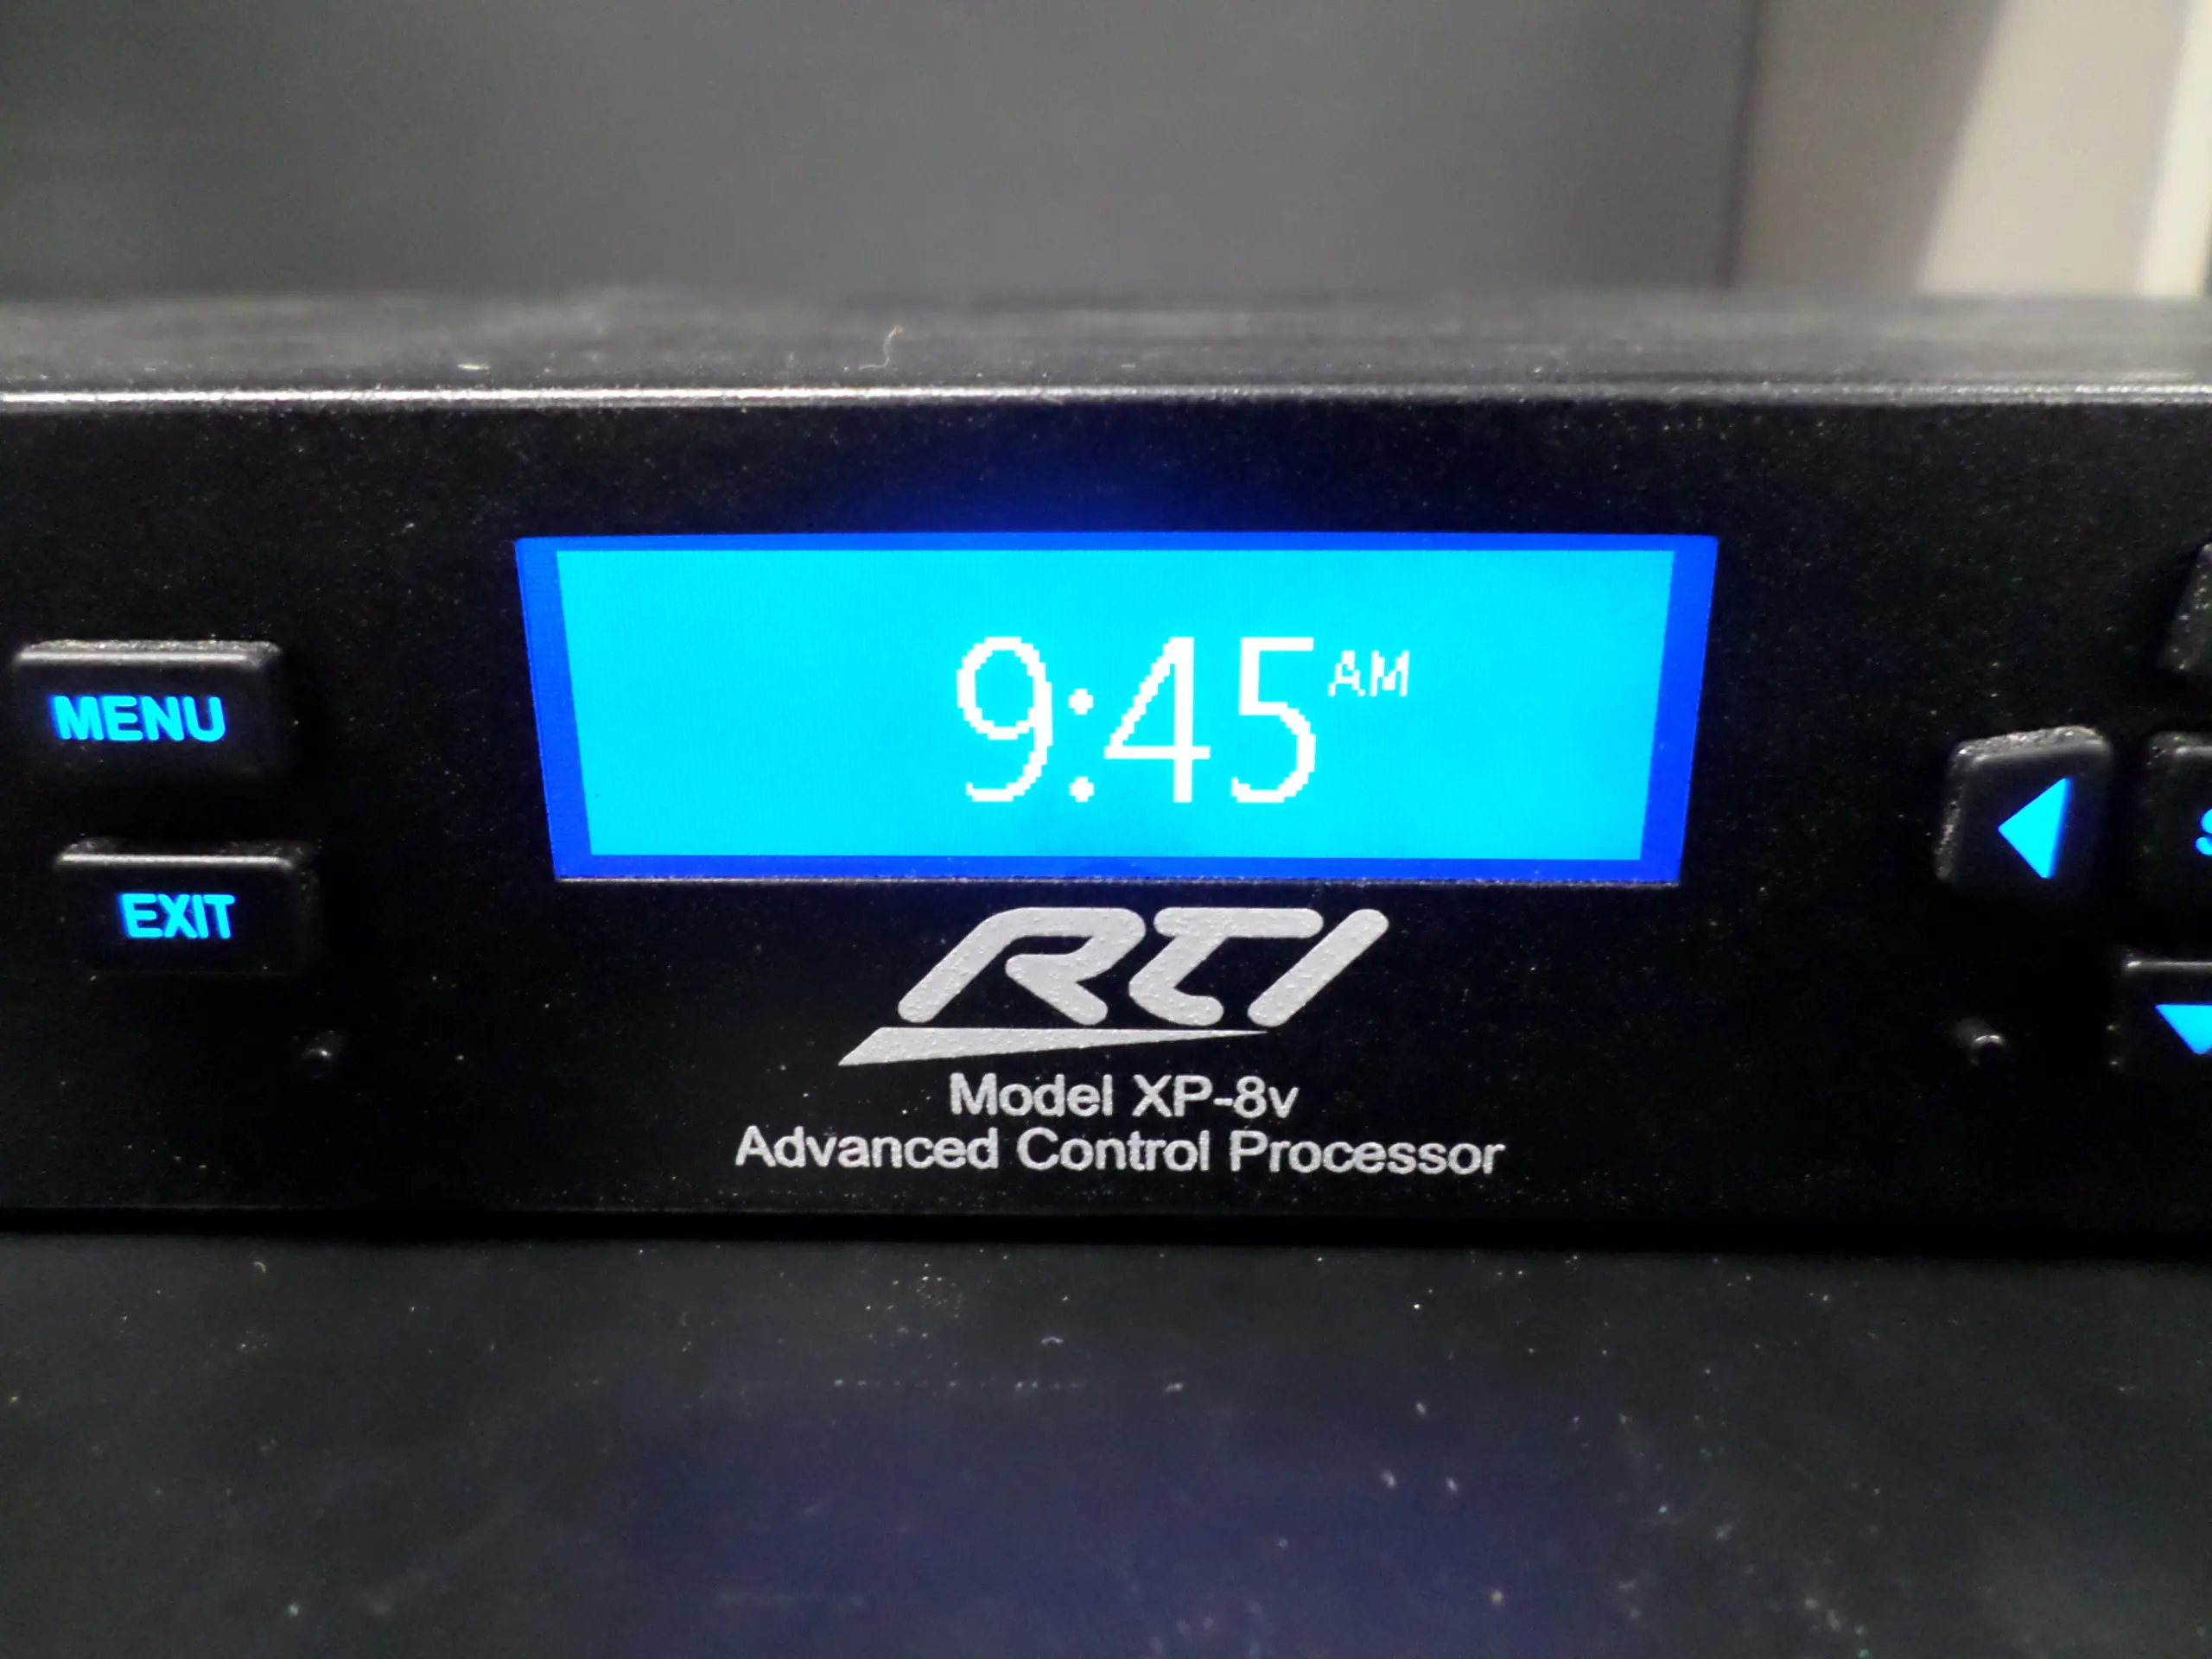 9:45 AM
MENU
EXIT
RTI
Model XP-8v
Advanced Control Processor